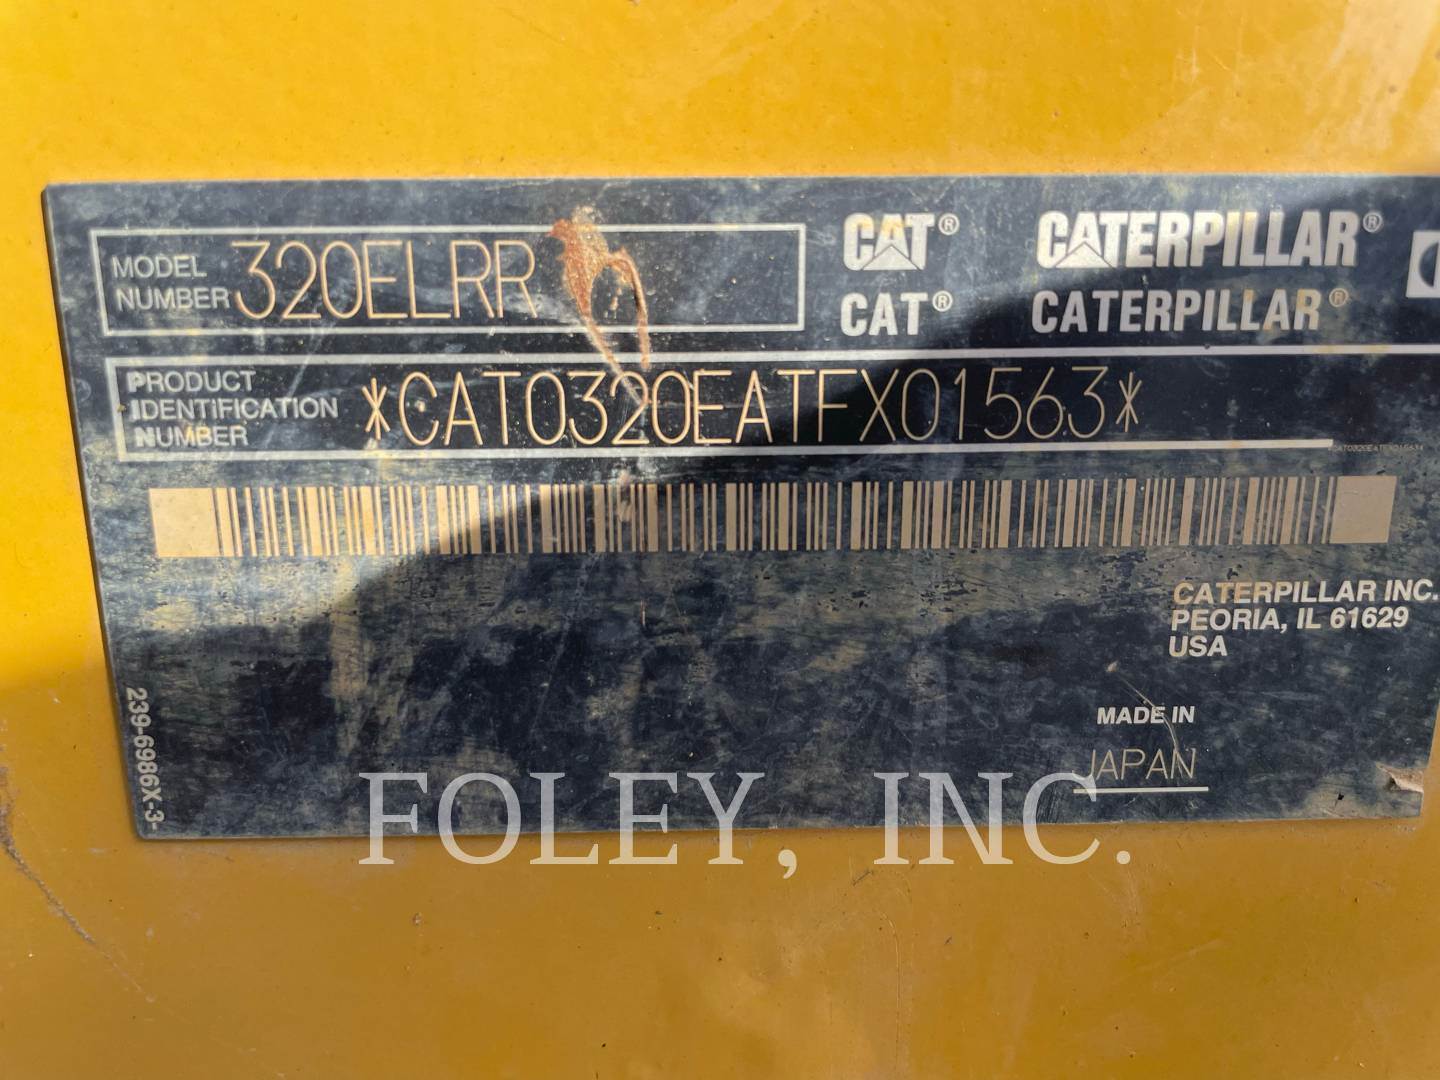 MODEL NUMBER 320ELRR
CAT® CATERPILLAR®
CAT® CATERPILLAR®
PRODUCT IDENTIFICATION NUMBER *CAT0320EATFX01563*
*CAT0320EATFX01563*
CATERPILLAR INC.
PEORIA, IL 61629
USA
MADE IN
JAPAN
239-6986X-3-
FOLEY, INC.